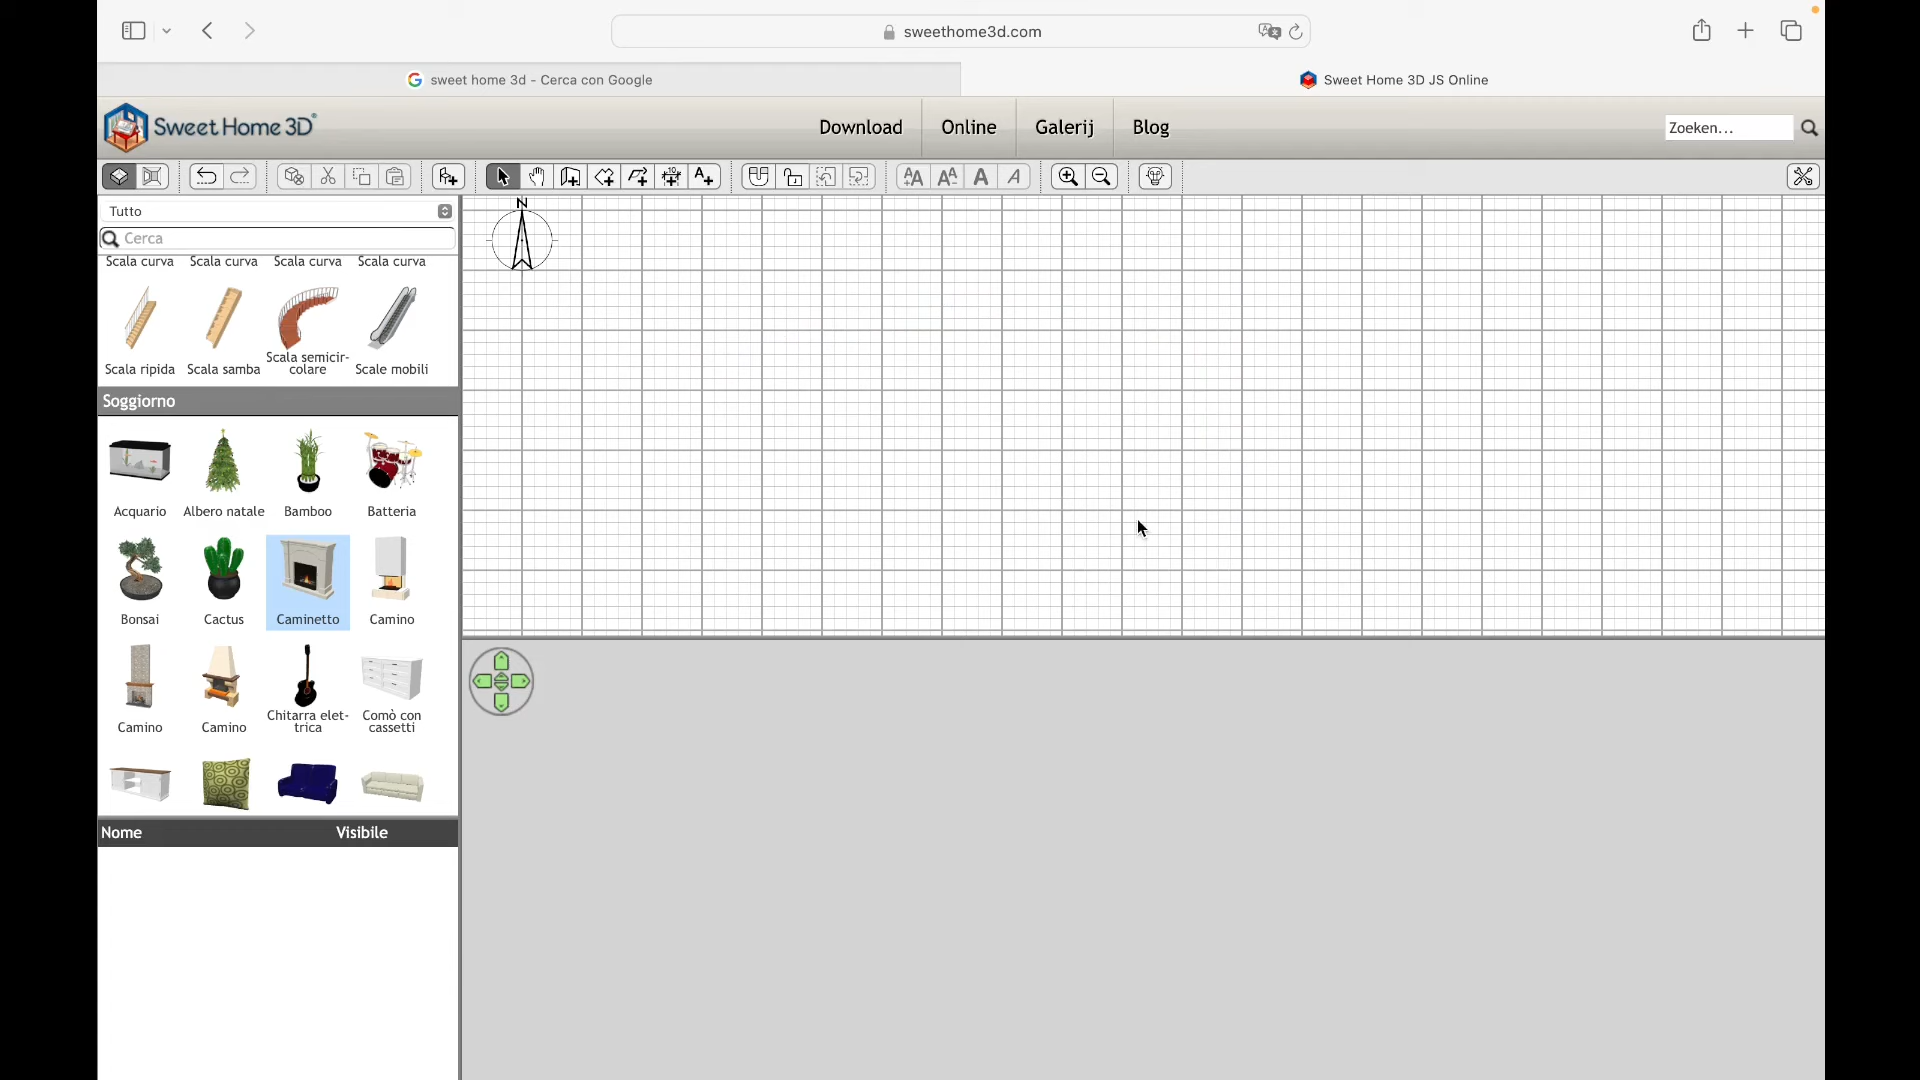 sweethome3d.com
sweet home 3d - Cerca con Google
Sweet Home 3D JS Online
Sweet Home 3D®
Download
Online
Galerij
Blog
Zoeken...
Tutto
N
Cerca
Scala curva Scala curva Scala curva Scala curva
Scala ripida Scala samba Scala semicir-
colare Scale mobili
Soggiorno
Acquario Albero natale Bamboo Batteria
Bonsai Cactus Caminetto Camino
Camino Camino Chitarra elet-
trica Comò con
cassetti
Nome Visibile